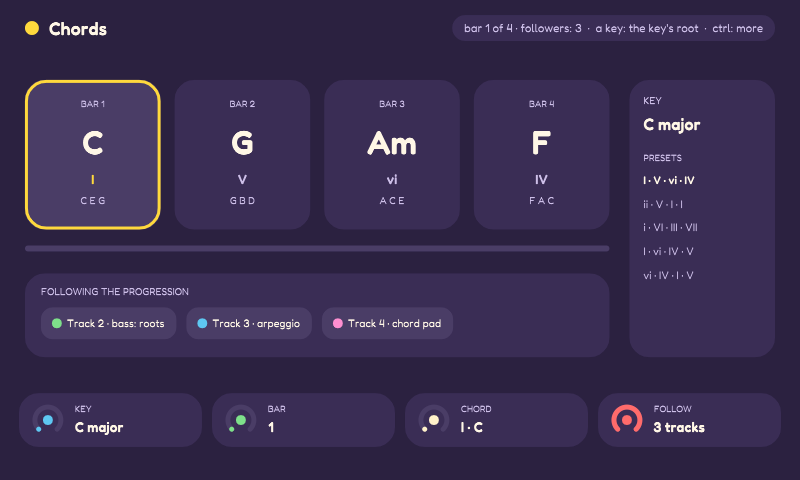 Chords
bar 1 of 4 · followers: 3 · a key: the key's root · ctrl: more
BAR 1
C
I
C E G
BAR 2
G
V
G B D
BAR 3
Am
vi
A C E
BAR 4
F
IV
F A C
KEY
C major
PRESETS
I · V · vi · IV
ii · V · I · I
i · VI · III · VII
I · vi · IV · V
vi · IV · I · V
FOLLOWING THE PROGRESSION
Track 2 · bass: roots
Track 3 · arpeggio
Track 4 · chord pad
KEY
C major
BAR
1
CHORD
I · C
FOLLOW
3 tracks